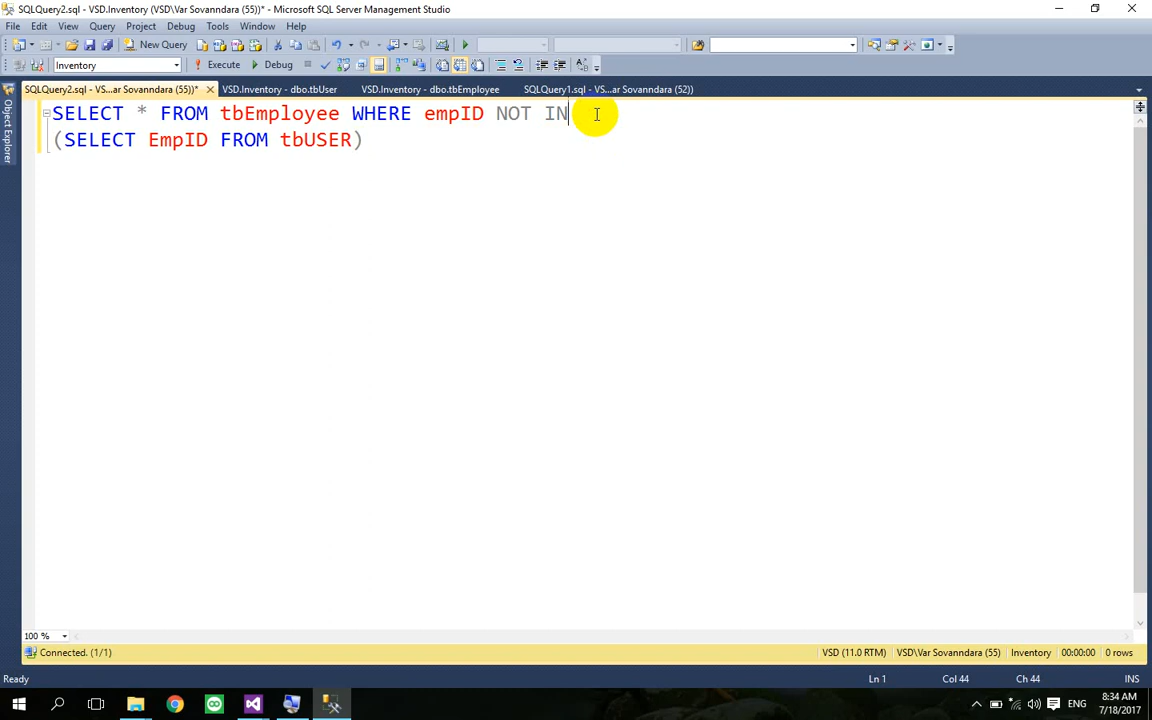 SQLQuery2.sql - VSD.Inventory (VSD\Var Sovanndara (55))* - Microsoft SQL Server Management Studio
File Edit View Query Project Debug Tools Window Help
New Query
Inventory Execute Debug
SQLQuery2.sql - VS...ar Sovanndara (55))* VSD.Inventory - dbo.tbUser VSD.Inventory - dbo.tbEmployee SQLQuery1.sql - VS...ar Sovanndara (52))
Object Explorer
SELECT * FROM tbEmployee WHERE empID NOT IN
(SELECT EmpID FROM tbUSER)
100 %
Connected. (1/1) VSD (11.0 RTM) VSD\Var Sovanndara (55) Inventory 00:00:00 0 rows
Ready Ln 1 Col 44 Ch 44 INS
ENG 8:34 AM
7/18/2017